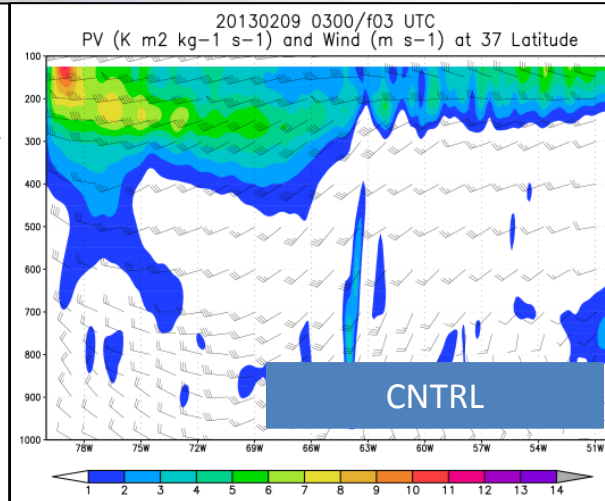 20130209 0300/f03 UTC
PV (K m2 kg-1 s-1) and Wind (m s-1) at 37 Latitude
100
200
300
400
500
600
700
800
900
1000
CNTRL
78W 75W 72W 69W 66W 63W 60W 57W 54W 51W
1 2 3 4 5 6 7 8 9 10 11 12 13 14